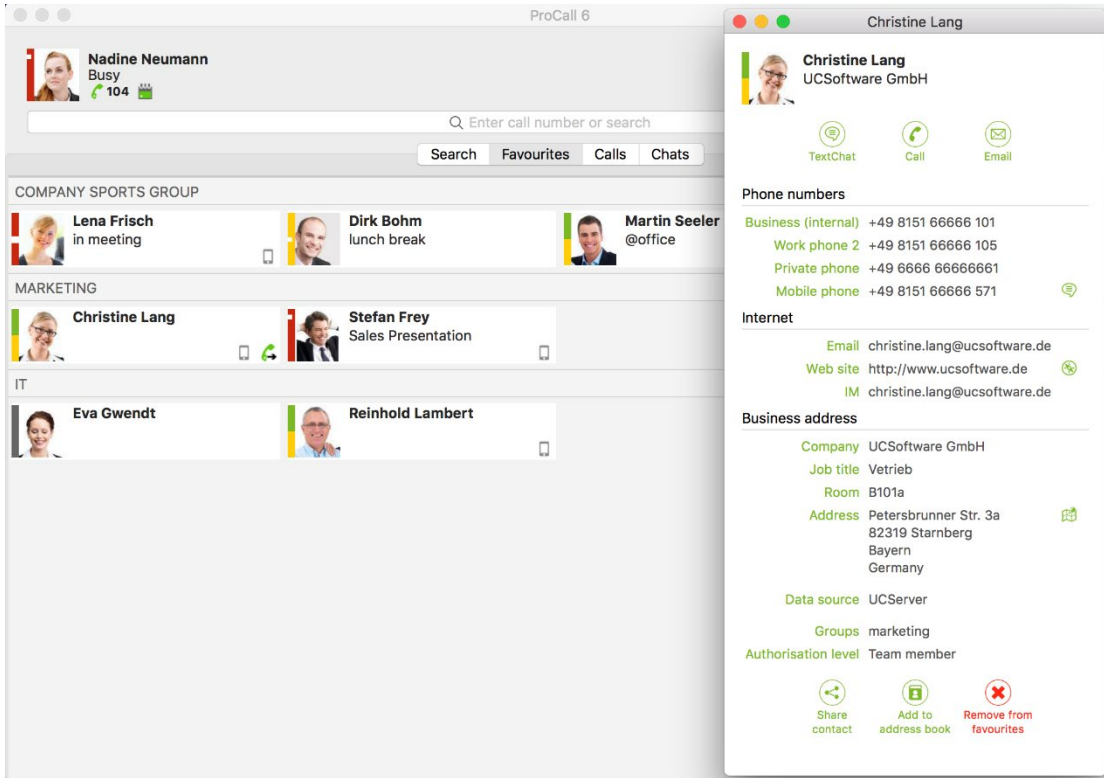 ProCall 6
Nadine Neumann
Busy
104
Enter call number or search
Search Favourites Calls Chats
COMPANY SPORTS GROUP
Lena Frisch
in meeting
Dirk Bohm
lunch break
Martin Seeler
@office
MARKETING
Christine Lang
Stefan Frey
Sales Presentation
IT
Eva Gwendt
Reinhold Lambert
Christine Lang
Christine Lang
UCSoftware GmbH
TextChat Call Email
Phone numbers
Business (internal) +49 8151 66666 101
Work phone 2 +49 8151 66666 105
Private phone +49 6666 66666661
Mobile phone +49 8151 66666 571
Internet
Email christine.lang@ucsoftware.de
Web site http://www.ucsoftware.de
IM christine.lang@ucsoftware.de
Business address
Company UCSoftware GmbH
Job title Vetrieb
Room B101a
Address Petersbrunner Str. 3a
82319 Starnberg
Bayern
Germany
Data source UCServer
Groups marketing
Authorisation level Team member
Share contact
Add to address book
Remove from favourites